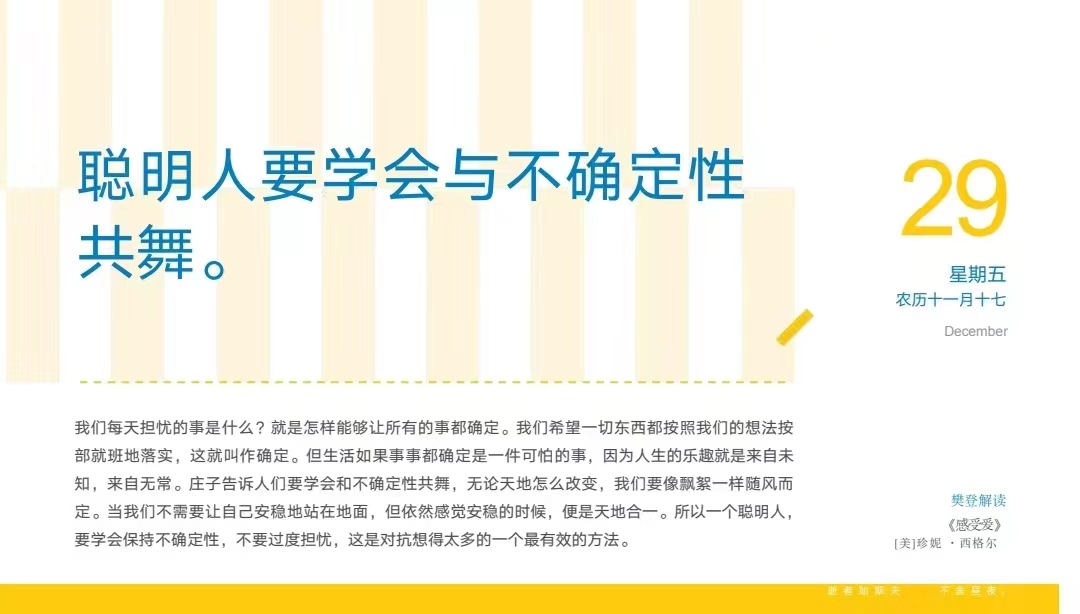 聪明人要学会与不确定性
共舞。
29
星期五
农历十一月十七
December
我们每天担忧的事是什么？就是怎样能够让所有的事都确定。我们希望一切东西都按照我们的想法按
部就班地落实，这就叫作确定。但生活如果事事都确定是一件可怕的事，因为人生的乐趣就是来自未
知，来自无常。庄子告诉人们要学会和不确定性共舞，无论天地怎么改变，我们要像飘絮一样随风而
定。当我们不需要让自己安稳地站在地面，但依然感觉安稳的时候，便是天地合一。所以一个聪明人，
要学会保持不确定性，不要过度担忧，这是对抗想得太多的一个最有效的方法。
樊登解读
《感受爱》
[美]珍妮·西格尔
逝者如斯夫 不舍昼夜。